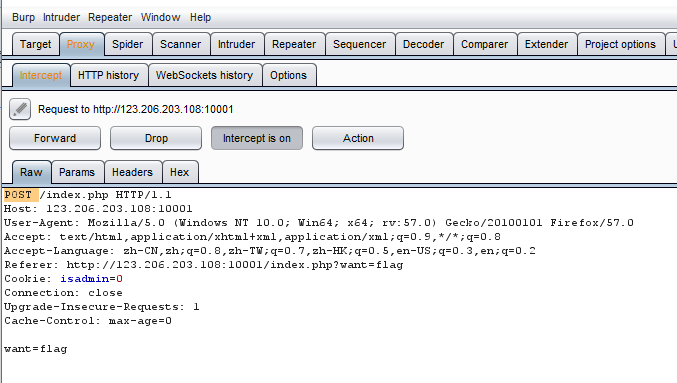 Burp Intruder Repeater Window Help
Target Proxy Spider Scanner Intruder Repeater Sequencer Decoder Comparer Extender Project options
Intercept HTTP history WebSockets history Options
Request to http://123.206.203.108:10001
Forward Drop Intercept is on Action
Raw Params Headers Hex
POST /index.php HTTP/1.1
Host: 123.206.203.108:10001
User-Agent: Mozilla/5.0 (Windows NT 10.0; Win64; x64; rv:57.0) Gecko/20100101 Firefox/57.0
Accept: text/html,application/xhtml+xml,application/xml;q=0.9,*/*;q=0.8
Accept-Language: zh-CN,zh;q=0.8,zh-TW;q=0.7,zh-HK;q=0.5,en-US;q=0.3,en;q=0.2
Referer: http://123.206.203.108:10001/index.php?want=flag
Cookie: isadmin=0
Connection: close
Upgrade-Insecure-Requests: 1
Cache-Control: max-age=0
want=flag